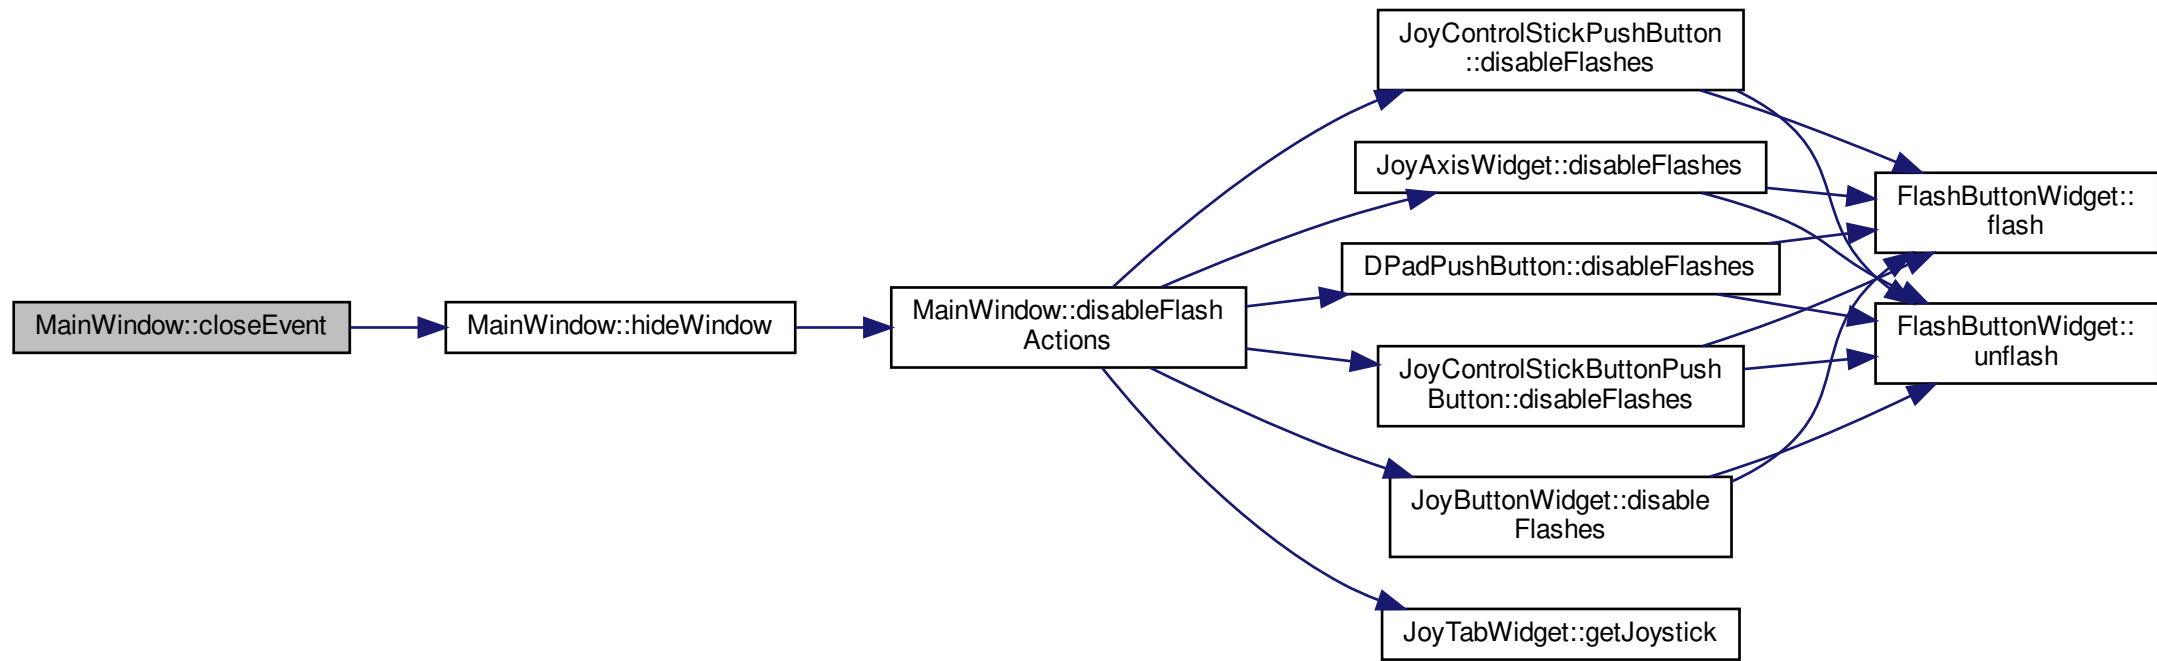 MainWindow::closeEvent
MainWindow::hideWindow
MainWindow::disableFlash
Actions
JoyControlStickPushButton
::disableFlashes
JoyAxisWidget::disableFlashes
DPadPushButton::disableFlashes
JoyControlStickButtonPush
Button::disableFlashes
JoyButtonWidget::disable
Flashes
JoyTabWidget::getJoystick
FlashButtonWidget::
flash
FlashButtonWidget::
unflash